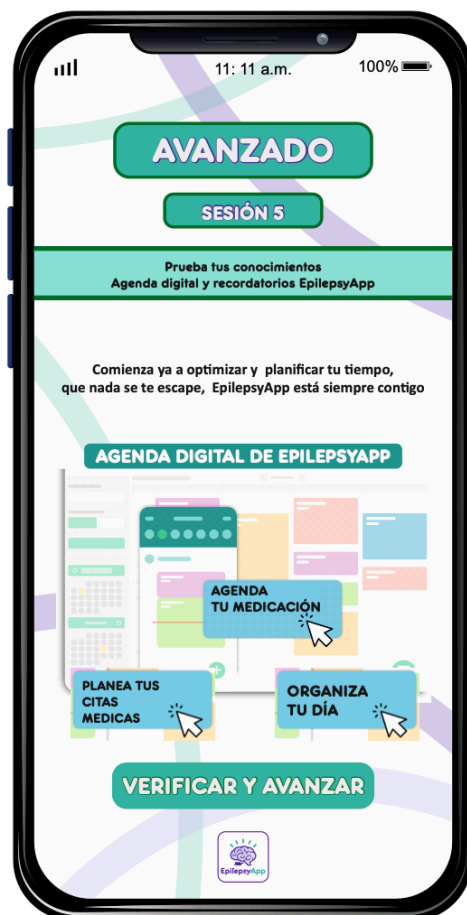 11: 11 a.m.
100%
AVANZADO
SESIÓN 5
Prueba tus conocimientos
Agenda digital y recordatorios EpilepsyApp
Comienza ya a optimizar y planificar tu tiempo,
que nada se te escape, EpilepsyApp está siempre contigo
AGENDA DIGITAL DE EPILEPSYAPP
AGENDA
TU MEDICACIÓN
PLANEA TUS
CITAS
MEDICAS
ORGANIZA
TU DÍA
VERIFICAR Y AVANZAR
EpilepsyApp